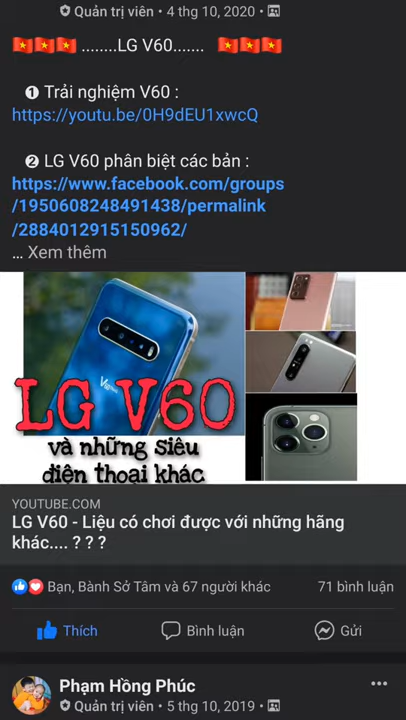 Quản trị viên • 4 thg 10, 2020 •
........LG V60.......
❶ Trải nghiệm V60 :
https://youtu.be/0H9dEU1xwcQ
❷ LG V60 phân biệt các bản :
https://www.facebook.com/groups
/1950608248491438/permalink
/2884012915150962/
... Xem thêm
LG V60
và những siêu
điện thoại khác
YOUTUBE.COM
LG V60 - Liệu có chơi được với những hãng
khác.... ? ? ?
Bạn, Bành Sở Tâm và 67 người khác 71 bình luận
Thích Bình luận Gửi
Phạm Hồng Phúc
Quản trị viên • 5 thg 10, 2019 •